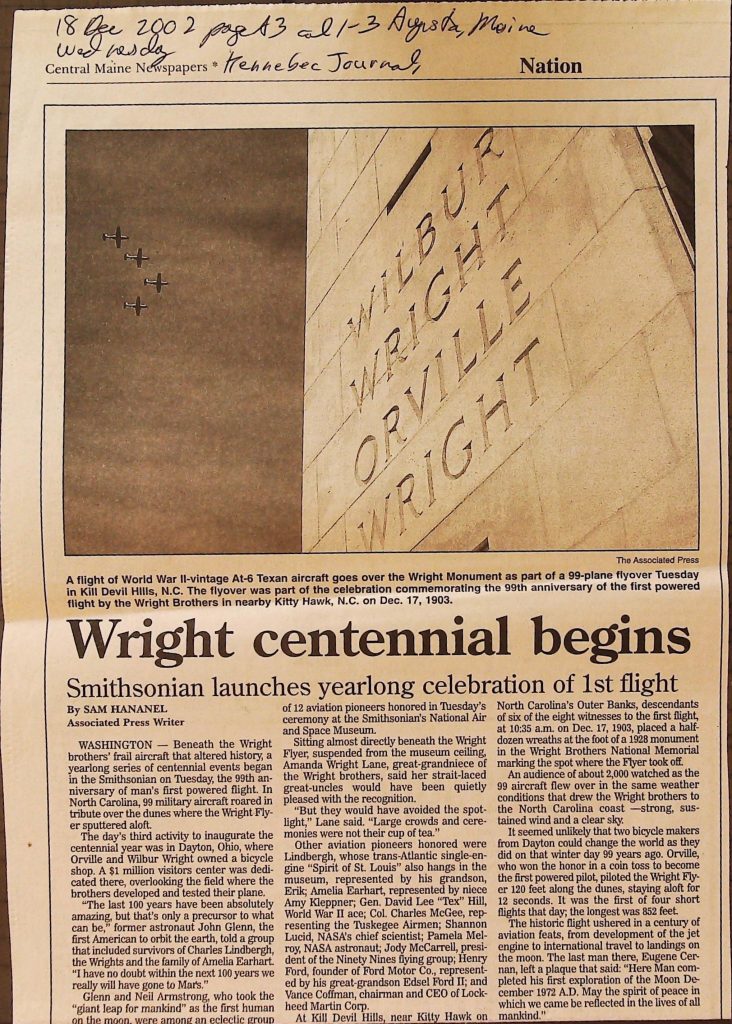 18 Dec 2002 page A3 col 1-3 Augusta, Maine
Wednesday
Central Maine Newspapers * Kennebec Journal,
Nation
WILBUR
WRIGHT
ORVILLE
WRIGHT
The Associated Press
A flight of World War II-vintage At-6 Texan aircraft goes over the Wright Monument as part of a 99-plane flyover Tuesday
in Kill Devil Hills, N.C. The flyover was part of the celebration commemorating the 99th anniversary of the first powered
flight by the Wright Brothers in nearby Kitty Hawk, N.C. on Dec. 17, 1903.
Wright centennial begins
Smithsonian launches yearlong celebration of 1st flight
By SAM HANANEL
Associated Press Writer
WASHINGTON — Beneath the Wright
brothers' frail aircraft that altered history, a
yearlong series of centennial events began
in the Smithsonian on Tuesday, the 99th an-
niversary of man's first powered flight. In
North Carolina, 99 military aircraft roared in
tribute over the dunes where the Wright Fly-
er sputtered aloft.
The day's third activity to inaugurate the
centennial year was in Dayton, Ohio, where
Orville and Wilbur Wright owned a bicycle
shop. A $1 million visitors center was dedi-
cated there, overlooking the field where the
brothers developed and tested their plane.
"The last 100 years have been absolutely
amazing, but that's only a precursor to what
can be," former astronaut John Glenn, the
first American to orbit the earth, told a group
that included survivors of Charles Lindbergh,
the Wrights and the family of Amelia Earhart.
"I have no doubt within the next 100 years we
really will have gone to Mars."
Glenn and Neil Armstrong, who took the
"giant leap for mankind" as the first human
on the moon, were among an eclectic group
of 12 aviation pioneers honored in Tuesday's
ceremony at the Smithsonian's National Air
and Space Museum.
Sitting almost directly beneath the Wright
Flyer, suspended from the museum ceiling,
Amanda Wright Lane, great-grandniece of
the Wright brothers, said her strait-laced
great-uncles would have been quietly
pleased with the recognition.
"But they would have avoided the spot-
light," Lane said. "Large crowds and cere-
monies were not their cup of tea."
Other aviation pioneers honored were
Lindbergh, whose trans-Atlantic single-en-
gine "Spirit of St. Louis" also hangs in the
museum, represented by his grandson,
Erik; Amelia Earhart, represented by niece
Amy Kleppner; Gen. David Lee "Tex" Hill,
World War II ace; Col. Charles McGee, rep-
resenting the Tuskegee Airmen; Shannon
Lucid, NASA's chief scientist; Pamela Mel-
roy, NASA astronaut; Jody McCarrell, presi-
dent of the Ninety Nines flying group; Henry
Ford, founder of Ford Motor Co., represent-
ed by his great-grandson Edsel Ford II; and
Vance Coffman, chairman and CEO of Lock-
heed Martin Corp.
At Kill Devil Hills, near Kitty Hawk on
North Carolina's Outer Banks, descendants
of six of the eight witnesses to the first flight,
at 10:35 a.m. on Dec. 17, 1903, placed a half-
dozen wreaths at the foot of a 1928 monument
in the Wright Brothers National Memorial
marking the spot where the Flyer took off.
An audience of about 2,000 watched as the
99 aircraft flew over in the same weather
conditions that drew the Wright brothers to
the North Carolina coast —strong, sus-
tained wind and a clear sky.
It seemed unlikely that two bicycle makers
from Dayton could change the world as they
did on that winter day 99 years ago. Orville,
who won the honor in a coin toss to become
the first powered pilot, piloted the Wright Fly-
er 120 feet along the dunes, staying aloft for
12 seconds. It was the first of four short
flights that day; the longest was 852 feet.
The historic flight ushered in a century of
aviation feats, from development of the jet
engine to international travel to landings on
the moon. The last man there, Eugene Cer-
nan, left a plaque that said: "Here Man com-
pleted his first exploration of the Moon De-
cember 1972 A.D. May the spirit of peace in
which we came be reflected in the lives of all
mankind."